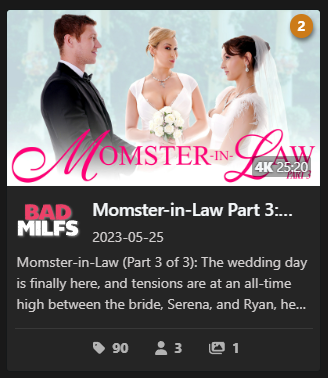 2
MOMSTER-IN-LAW
PART 3
4K 25:20
BAD
MILFS
Momster-in-Law Part 3:...
2023-05-25
Momster-in-Law (Part 3 of 3): The wedding day
is finally here, and tensions are at an all-time
high between the bride, Serena, and Ryan, he...
90
3
1